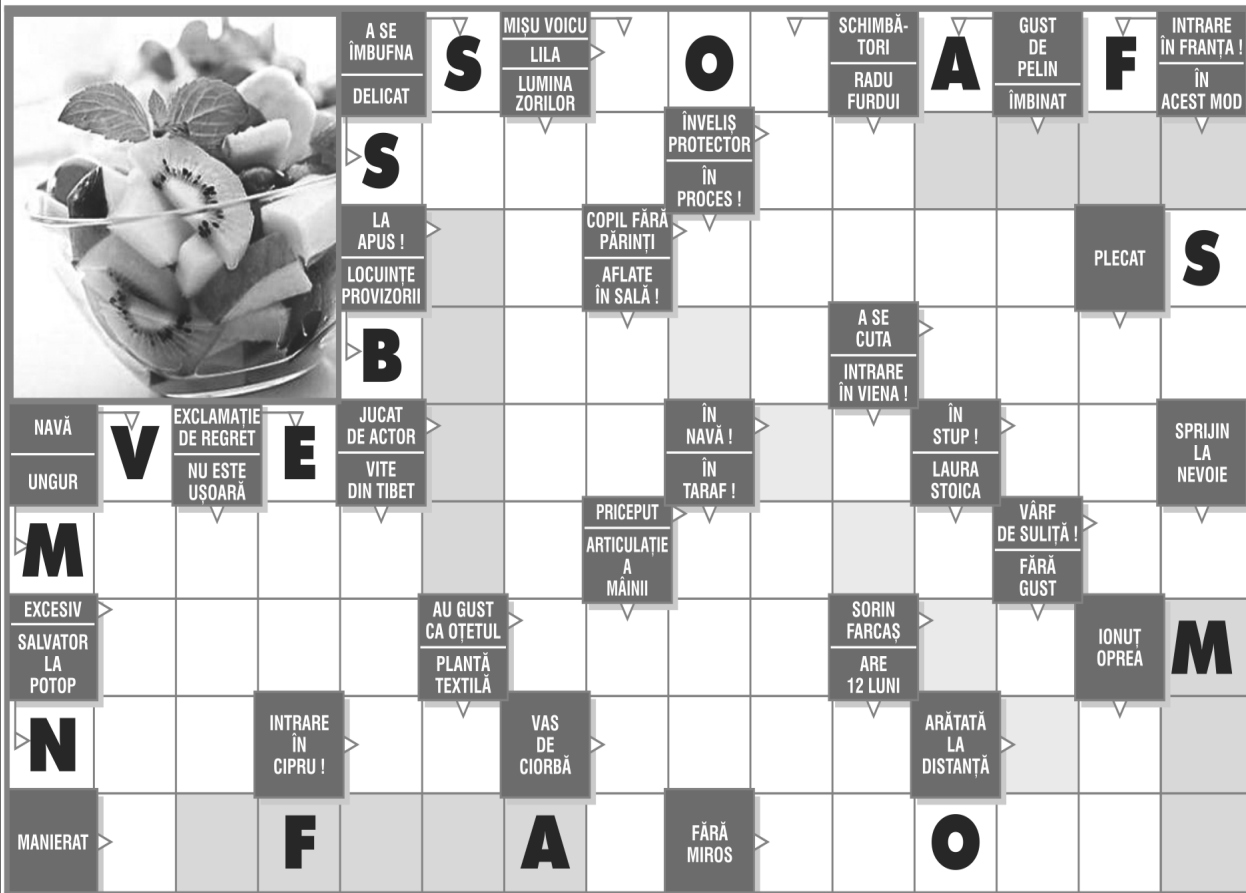 A SE
ÎMBUFNA
DELICAT
S
MIȘU VOICU
LILA
LUMINA
ZORILOR
O
SCHIMBĂ-
TORI
RADU
FURDUI
A
GUST
DE
PELIN
ÎMBINAT
F
INTRARE
ÎN FRANȚA !
ÎN
ACEST MOD
S
ÎNVELIȘ
PROTECTOR
ÎN
PROCES !
LA
APUS !
LOCUINȚE
PROVIZORII
COPIL FĂRĂ
PĂRINȚI
AFLATE
ÎN SALĂ !
PLECAT
S
B
A SE
CUTA
INTRARE
ÎN VIENA !
NAVĂ
UNGUR
V
EXCLAMAȚIE
DE REGRET
NU ESTE
UȘOARĂ
E
JUCAT
DE ACTOR
VITE
DIN TIBET
ÎN
NAVĂ !
ÎN
TARAF !
ÎN
STUP !
LAURA
STOICA
SPRIJIN
LA
NEVOIE
M
PRICEPUT
ARTICULAȚIE
A
MÂINII
VÂRF
DE SULIȚĂ !
FĂRĂ
GUST
EXCESIV
SALVATOR
LA
POTOP
AU GUST
CA OȚETUL
PLANTĂ
TEXTILĂ
SORIN
FARCAȘ
ARE
12 LUNI
IONUȚ
OPREA
M
N
INTRARE
ÎN
CIPRU !
VAS
DE
CIORBĂ
ARĂTATĂ
LA
DISTANȚĂ
MANIERAT
F
A
FĂRĂ
MIROS
O